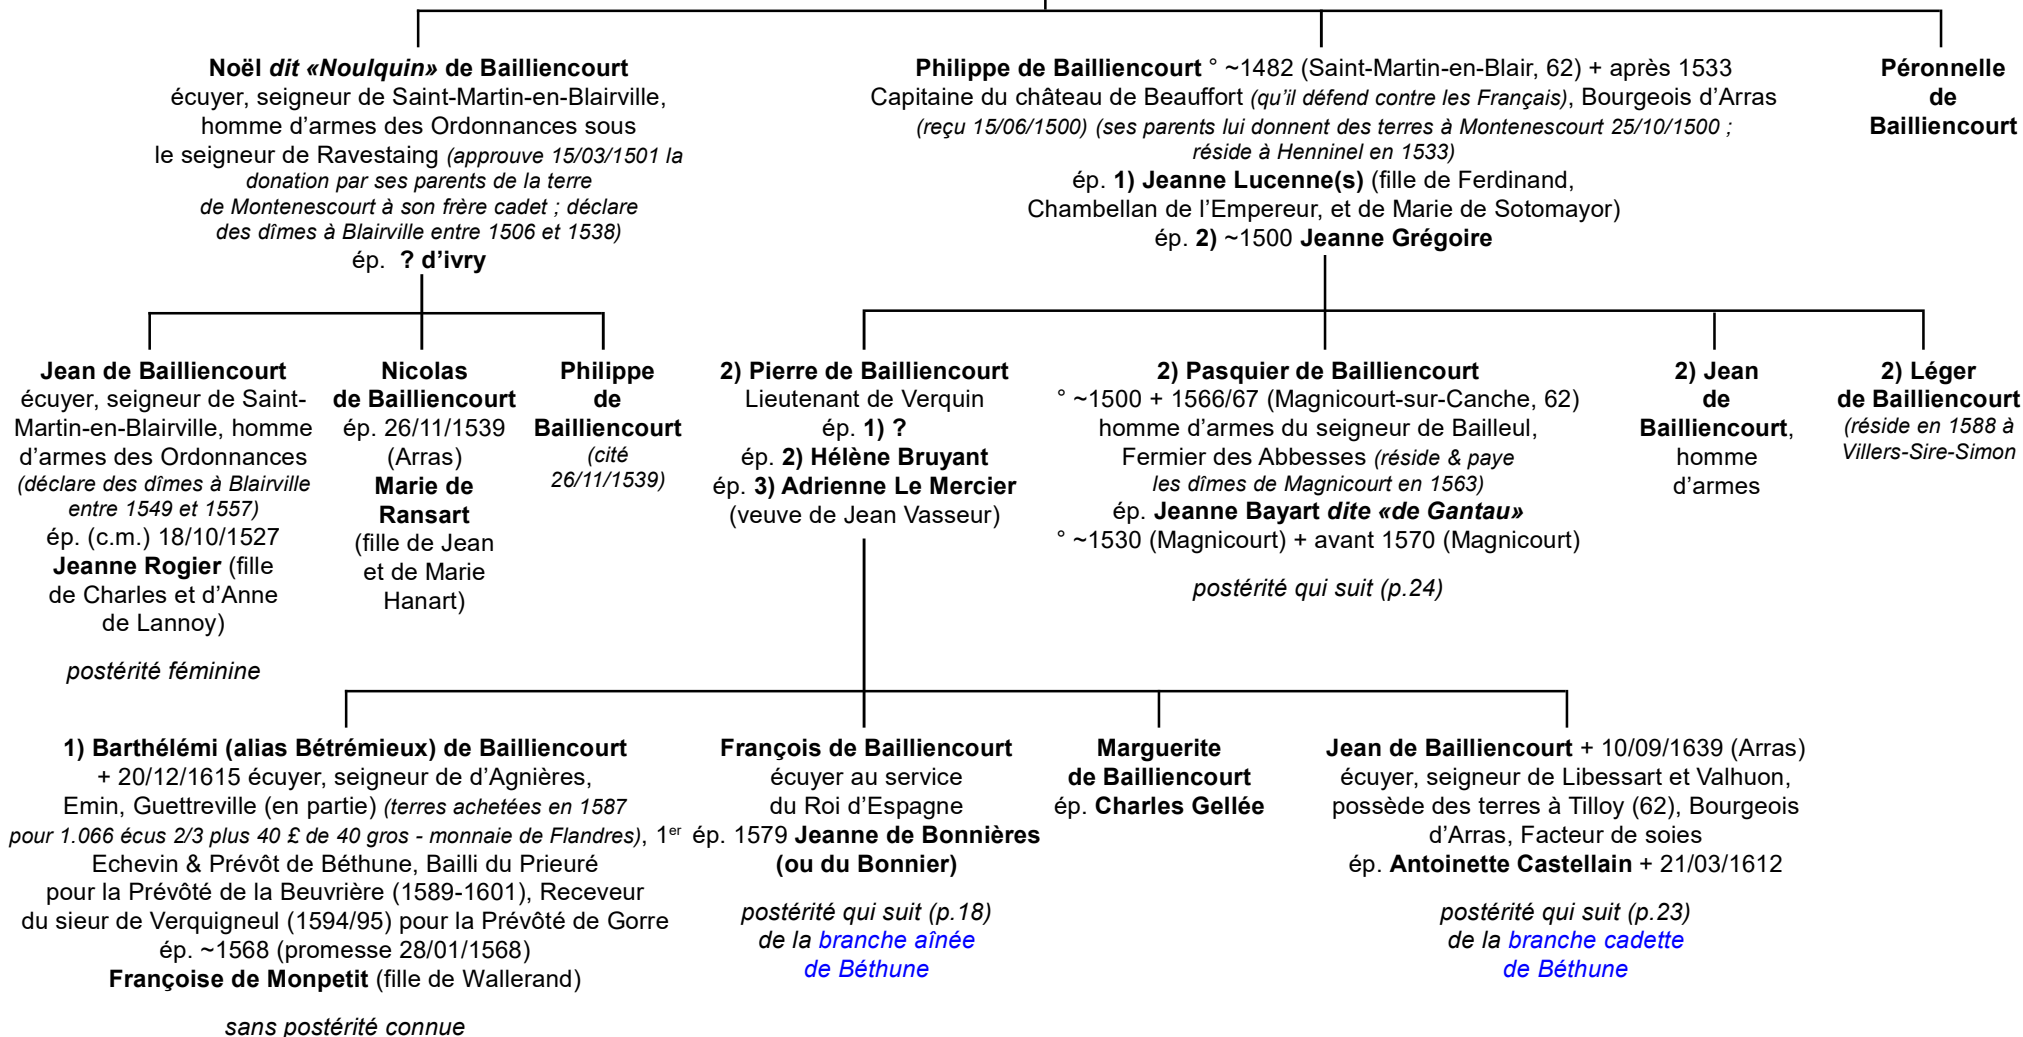 Noël dit «Noulquin» de Bailliencourt
écuyer, seigneur de Saint-Martin-en-Blairville,
homme d'armes des Ordonnances sous
le seigneur de Ravestaing (approuve 15/03/1501 la
donation par ses parents de la terre
de Montenescourt à son frère cadet ; déclare
des dîmes à Blairville entre 1506 et 1538)
ép. ? d'ivry
Philippe de Bailliencourt ° ~1482 (Saint-Martin-en-Blair, 62) + après 1533
Capitaine du château de Beauffort (qu'il défend contre les Français), Bourgeois d'Arras
(reçu 15/06/1500) (ses parents lui donnent des terres à Montenescourt 25/10/1500 ;
réside à Henninel en 1533)
ép. 1) Jeanne Lucenne(s) (fille de Ferdinand,
Chambellan de l'Empereur, et de Marie de Sotomayor)
ép. 2) ~1500 Jeanne Grégoire
Péronnelle
de
Bailliencourt
Jean de Bailliencourt
écuyer, seigneur de Saint-
Martin-en-Blairville, homme
d'armes des Ordonnances
(déclare des dîmes à Blairville
entre 1549 et 1557)
ép. (c.m.) 18/10/1527
Jeanne Rogier (fille
de Charles et d'Anne
de Lannoy)
postérité féminine
Nicolas
de Bailliencourt
ép. 26/11/1539
(Arras)
Marie de
Ransart
(fille de Jean
et de Marie
Hanart)
Philippe
de
Bailliencourt
(cité
26/11/1539)
2) Pierre de Bailliencourt
Lieutenant de Verquin
ép. 1) ?
ép. 2) Hélène Bruyant
ép. 3) Adrienne Le Mercier
(veuve de Jean Vasseur)
2) Pasquier de Bailliencourt
° ~1500 + 1566/67 (Magnicourt-sur-Canche, 62)
homme d'armes du seigneur de Bailleul,
Fermier des Abbesses (réside & paye
les dîmes de Magnicourt en 1563)
ép. Jeanne Bayart dite «de Gantau»
° ~1530 (Magnicourt) + avant 1570 (Magnicourt)
postérité qui suit (p.24)
2) Jean
de
Bailliencourt,
homme
d'armes
2) Léger
de Bailliencourt
(réside en 1588 à
Villers-Sire-Simon
1) Barthélémi (alias Bétrémieux) de Bailliencourt
+ 20/12/1615 écuyer, seigneur de d'Agnières,
Emin, Guettreville (en partie) (terres achetées en 1587
pour 1.066 écus 2/3 plus 40 £ de 40 gros - monnaie de Flandres), 1er
Echevin & Prévôt de Béthune, Bailli du Prieuré
pour la Prévôté de la Beuvrière (1589-1601), Receveur
du sieur de Verquigneul (1594/95) pour la Prévôté de Gorre
ép. ~1568 (promesse 28/01/1568)
Françoise de Monpetit (fille de Wallerand)
sans postérité connue
François de Bailliencourt
écuyer au service
du Roi d'Espagne
ép. 1579 Jeanne de Bonnières
(ou du Bonnier)
postérité qui suit (p.18)
de la branche aînée
de Béthune
Marguerite
de Bailliencourt
ép. Charles Gellée
Jean de Bailliencourt + 10/09/1639 (Arras)
écuyer, seigneur de Libessart et Valhuon,
possède des terres à Tilloy (62), Bourgeois
d'Arras, Facteur de soies
ép. Antoinette Castellain + 21/03/1612
postérité qui suit (p.23)
de la branche cadette
de Béthune